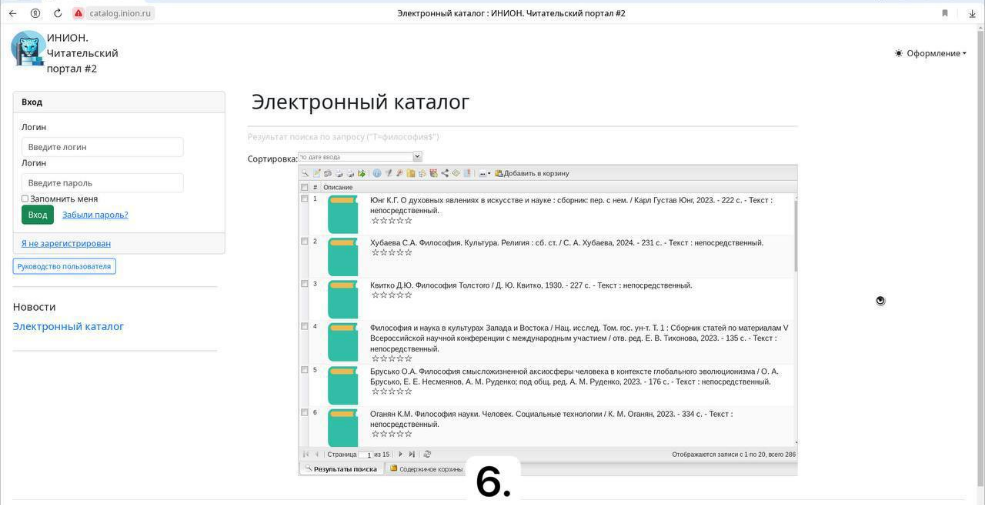 catalog.inion.ru
Электронный каталог : ИНИОН. Читательский портал #2
ИНИОН.
Читательский
портал #2
Оформление
Вход
Логин
Введите логин
Логин
Введите пароль
Запомнить меня
Вход Забыли пароль?
Я не зарегистрирован
Руководство пользователя
Новости
Электронный каталог
Электронный каталог
Результат поиска по запросу ("T=философия$")
Сортировка: по дате ввода
Добавить в корзину
# Описание
1 Юнг К.Г. О духовных явлениях в искусстве и науке : сборник: пер. с нем. / Карл Густав Юнг, 2023. - 222 с. - Текст :
непосредственный.
2 Хубаева С.А. Философия. Культура. Религия : сб. ст. / С. А. Хубаева, 2024. - 231 с. - Текст : непосредственный.
3 Квитко Д.Ю. Философия Толстого / Д. Ю. Квитко, 1930. - 227 с. - Текст : непосредственный.
4 Философия и наука в культурах Запада и Востока / Нац. исслед. Том. гос. ун-т. Т. 1 : Сборник статей по материалам V
Всероссийской научной конференции с международным участием / отв. ред. Е. В. Тихонова, 2023. - 135 с. - Текст :
непосредственный.
5 Брусько О.А. Философия смысложизненной аксиосферы человека в контексте глобального эволюционизма / О. А.
Брусько, Е. Е. Несмеянов, А. М. Руденко; под общ. ред. А. М. Руденко, 2023. - 176 с. - Текст : непосредственный.
6 Оганян К.М. Философия науки. Человек. Социальные технологии / К. М. Оганян, 2023. - 334 с. - Текст :
непосредственный.
Страница 1 из 15
Отображаются записи с 1 по 20, всего 286
Результаты поиска Содержимое корзины
6.